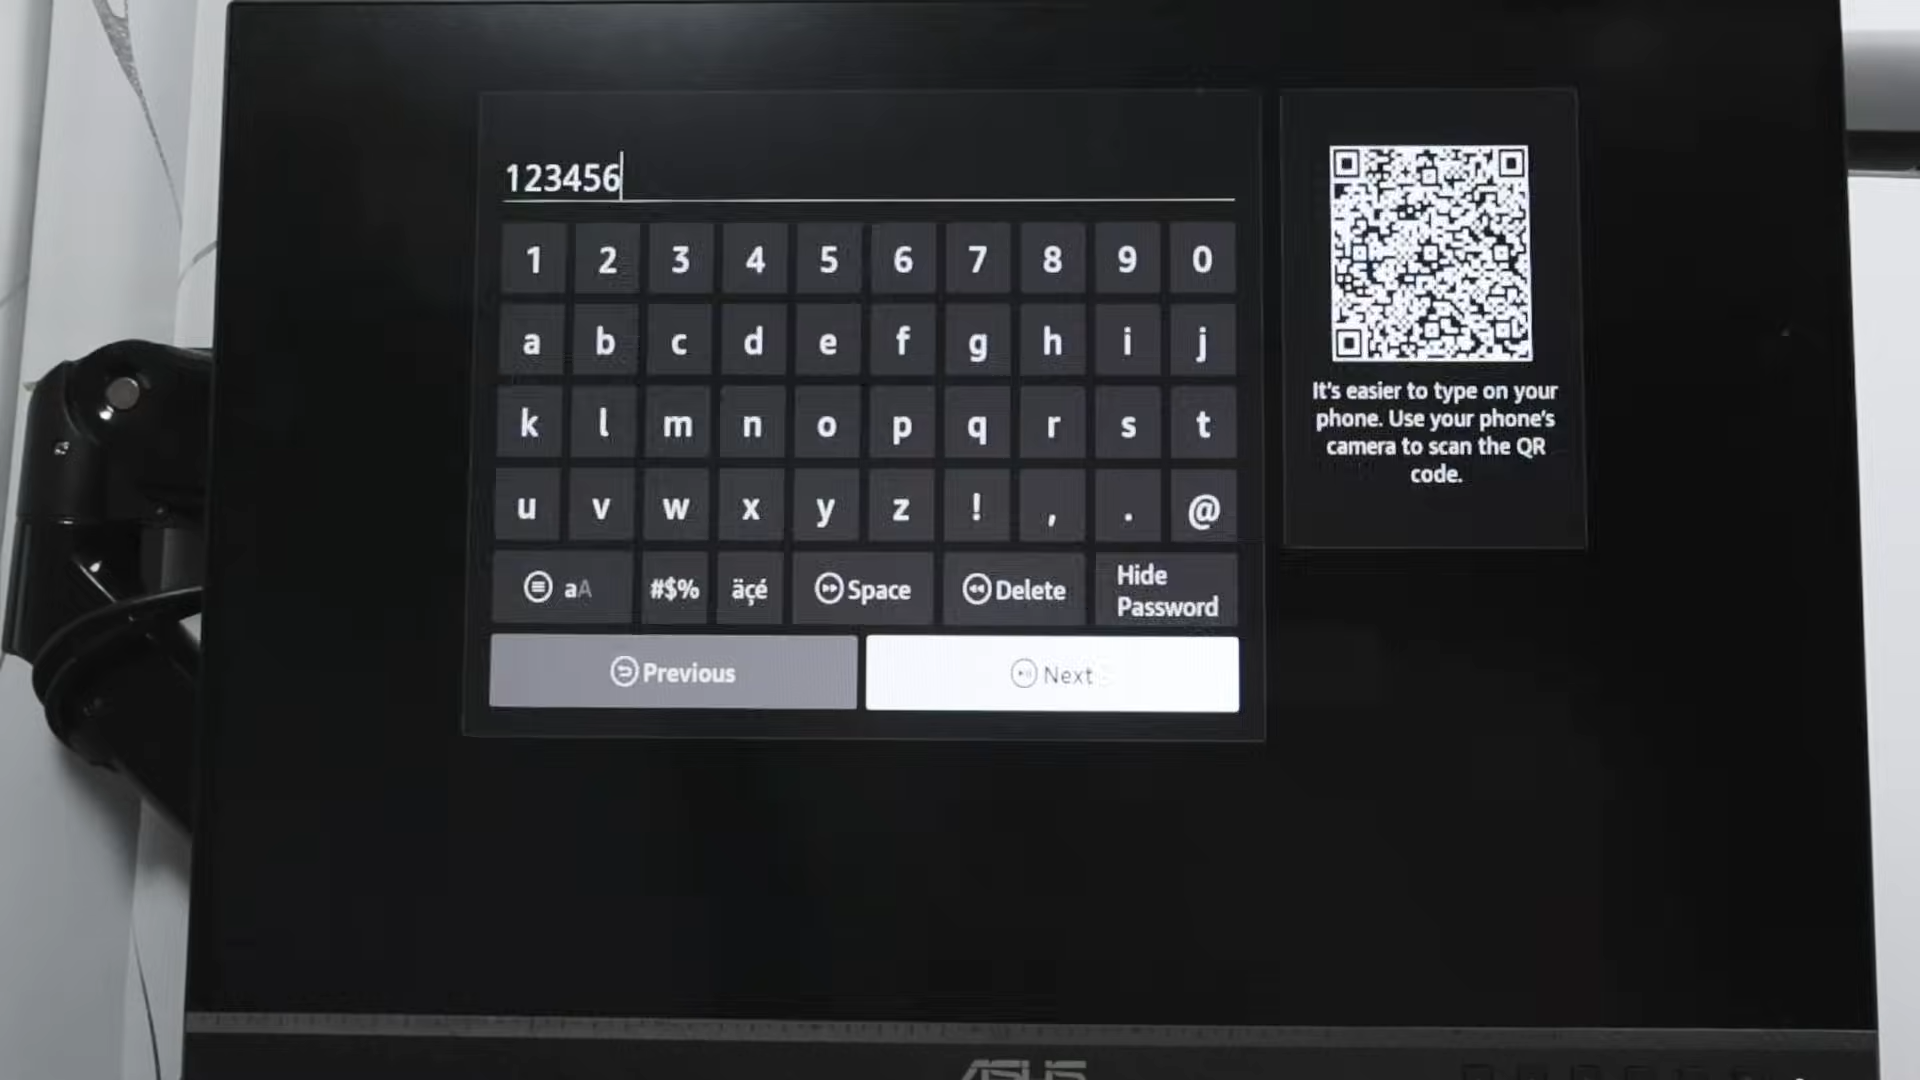 123456
1 2 3 4 5 6 7 8 9 0
a b c d e f g h i j
k l m n o p q r s t
u v w x y z ! , . @
aA #$% äçé Space Delete Hide Password
Previous Next
It's easier to type on your
phone. Use your phone's
camera to scan the QR
code.
ASUS